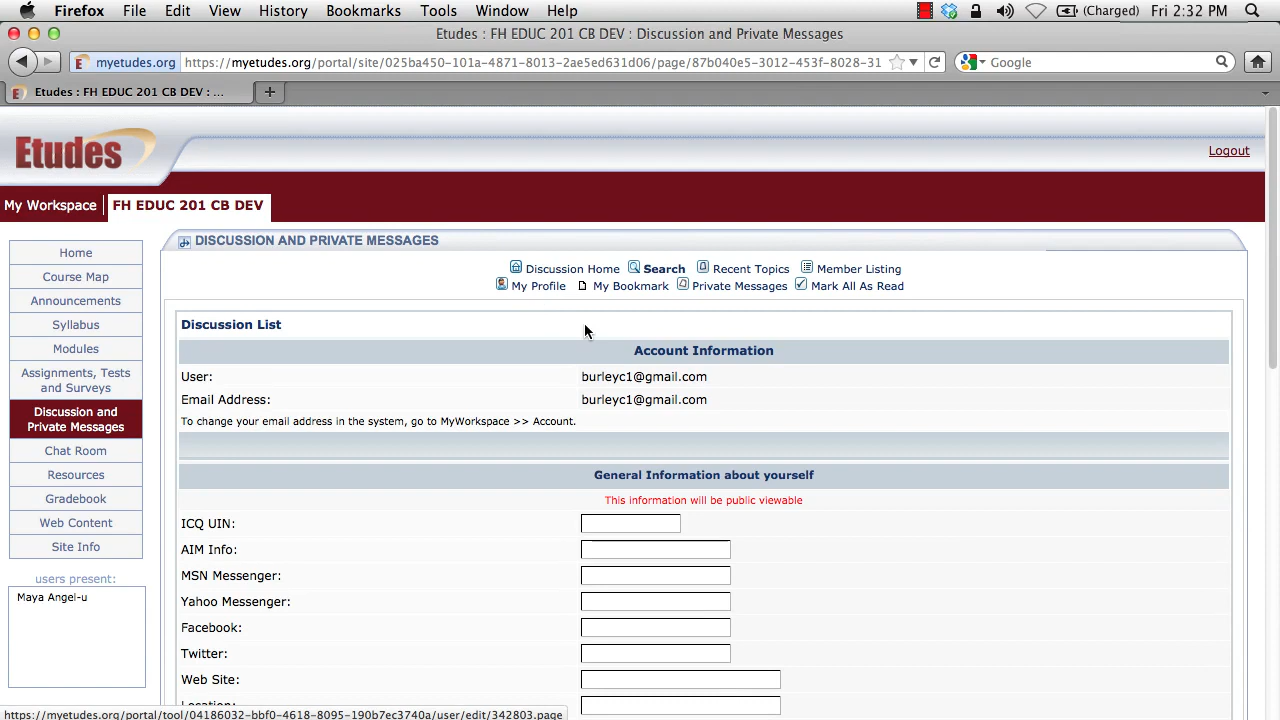 Firefox File Edit View History Bookmarks Tools Window Help (Charged) Fri 2:32 PM
Etudes : FH EDUC 201 CB DEV : Discussion and Private Messages
myetudes.org https://myetudes.org/portal/site/025ba450-101a-4871-8913-2ae5ed631d06/page/87b040e5-3012-453f-8028-31 Google
Etudes : FH EDUC 201 CB DEV : ...
Etudes
Logout
My Workspace FH EDUC 201 CB DEV
DISCUSSION AND PRIVATE MESSAGES
Discussion Home Search Recent Topics Member Listing
My Profile My Bookmark Private Messages Mark All As Read
Home
Course Map
Announcements
Syllabus
Modules
Assignments, Tests
and Surveys
Discussion and
Private Messages
Chat Room
Resources
Gradebook
Web Content
Site Info
users present:
Maya Angel-u
Discussion List
Account Information
User: burleyc1@gmail.com
Email Address: burleyc1@gmail.com
To change your email address in the system, go to MyWorkspace >> Account.
General Information about yourself
This information will be public viewable
ICQ UIN:
AIM Info:
MSN Messenger:
Yahoo Messenger:
Facebook:
Twitter:
Web Site:
Location:
https://myetudes.org/portal/tool/04186032-bbf0-4618-8095-190b7ec3740a/user/edit/342803.page